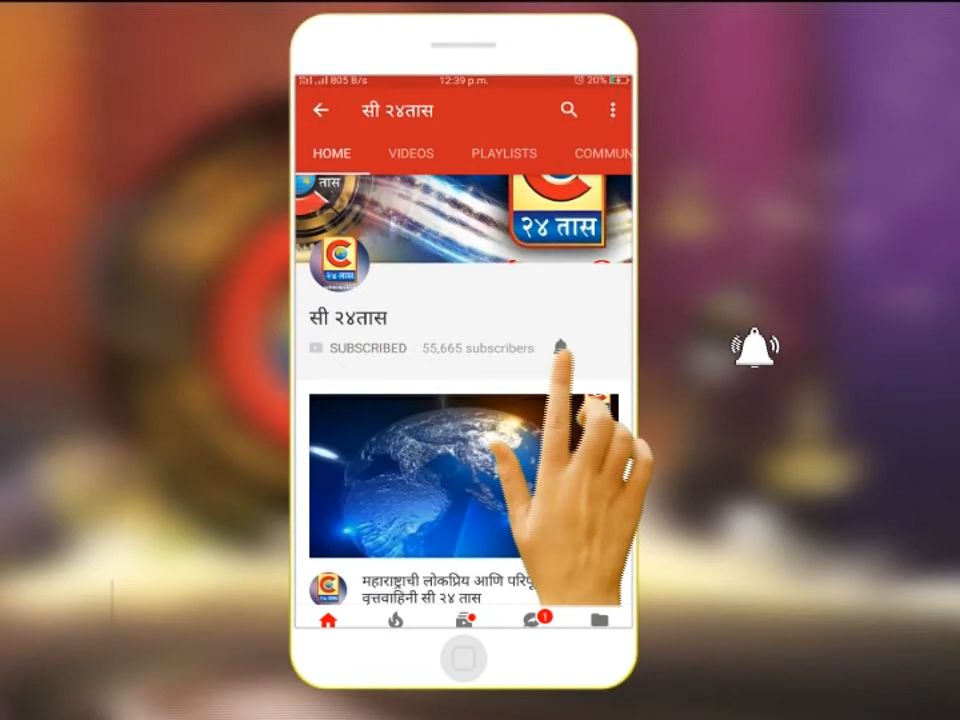 805 B/s 12:39 p.m. 20%
सी २४तास
HOME VIDEOS PLAYLISTS COMMUN
तास
C
२४ तास
C
२४ तास
सी २४तास
SUBSCRIBED 55,665 subscribers
महाराष्ट्राची लोकप्रिय आणि
वृत्तवाहिनी सी २४ तास
1